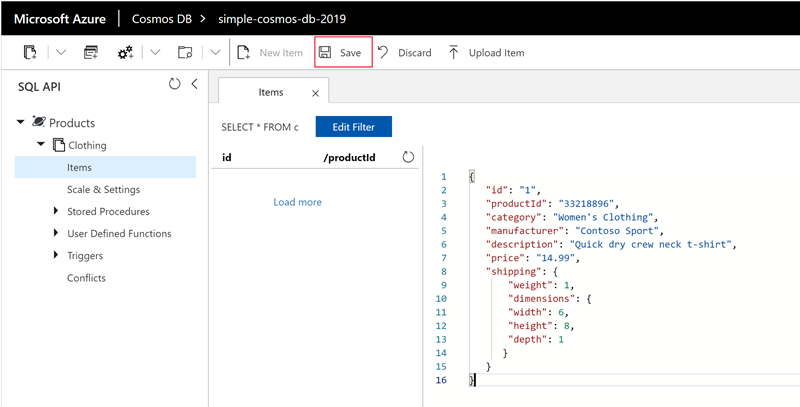 Microsoft Azure Cosmos DB > simple-cosmos-db-2019
New Item Save Discard Upload Item
SQL API
Products
Clothing
Items
Scale & Settings
Stored Procedures
User Defined Functions
Triggers
Conflicts
Items
SELECT * FROM c Edit Filter
id /productId
Load more
1 {
2 "id": "1",
3 "productId": "33218896",
4 "category": "Women's Clothing",
5 "manufacturer": "Contoso Sport",
6 "description": "Quick dry crew neck t-shirt",
7 "price": "14.99",
8 "shipping": {
9 "weight": 1,
10 "dimensions": {
11 "width": 6,
12 "height": 8,
13 "depth": 1
14 }
15 }
16 }